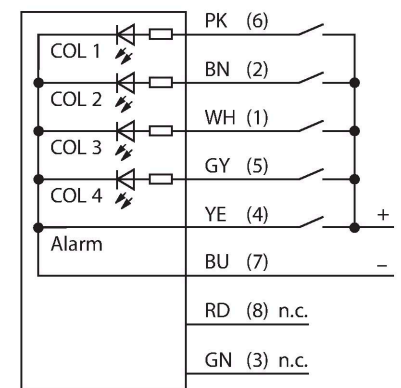 PK (6)
COL 1
BN (2)
COL 2
WH (1)
COL 3
GY (5)
COL 4
YE (4)
+
Alarm
BU (7)
–
RD (8) n.c.
GN (3) n.c.